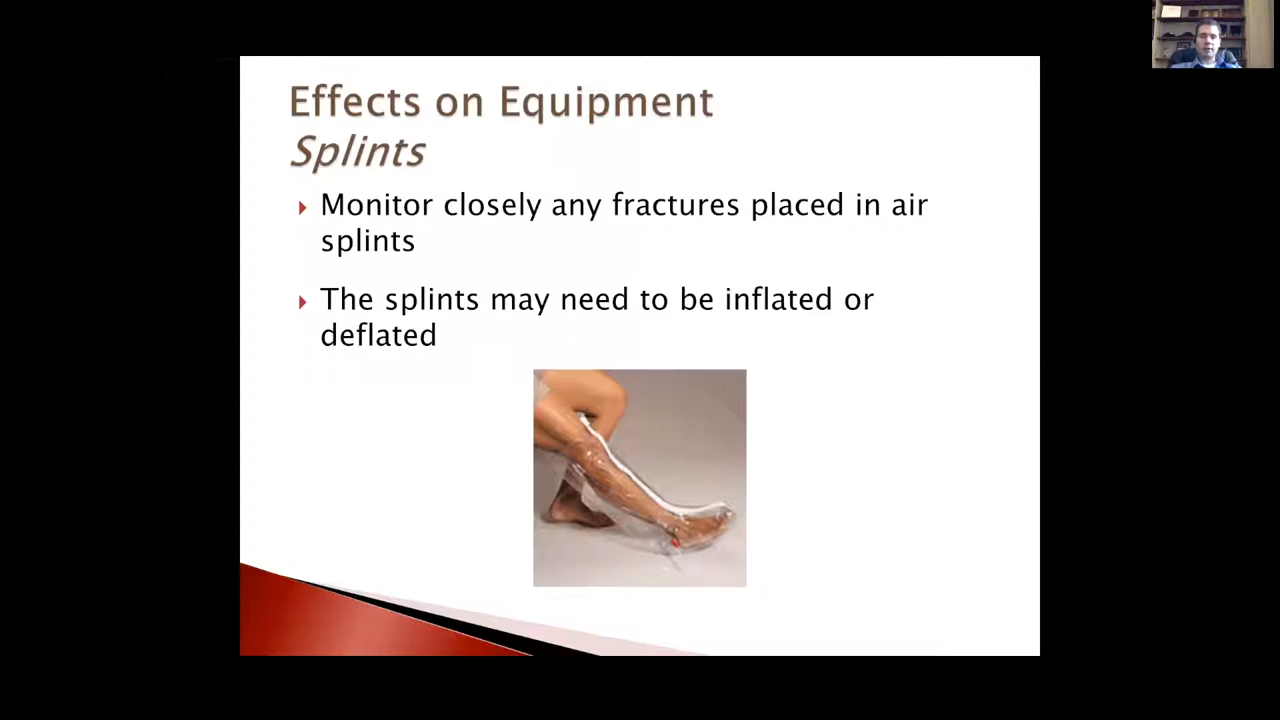 Effects on Equipment
Splints
Monitor closely any fractures placed in air
splints
The splints may need to be inflated or
deflated